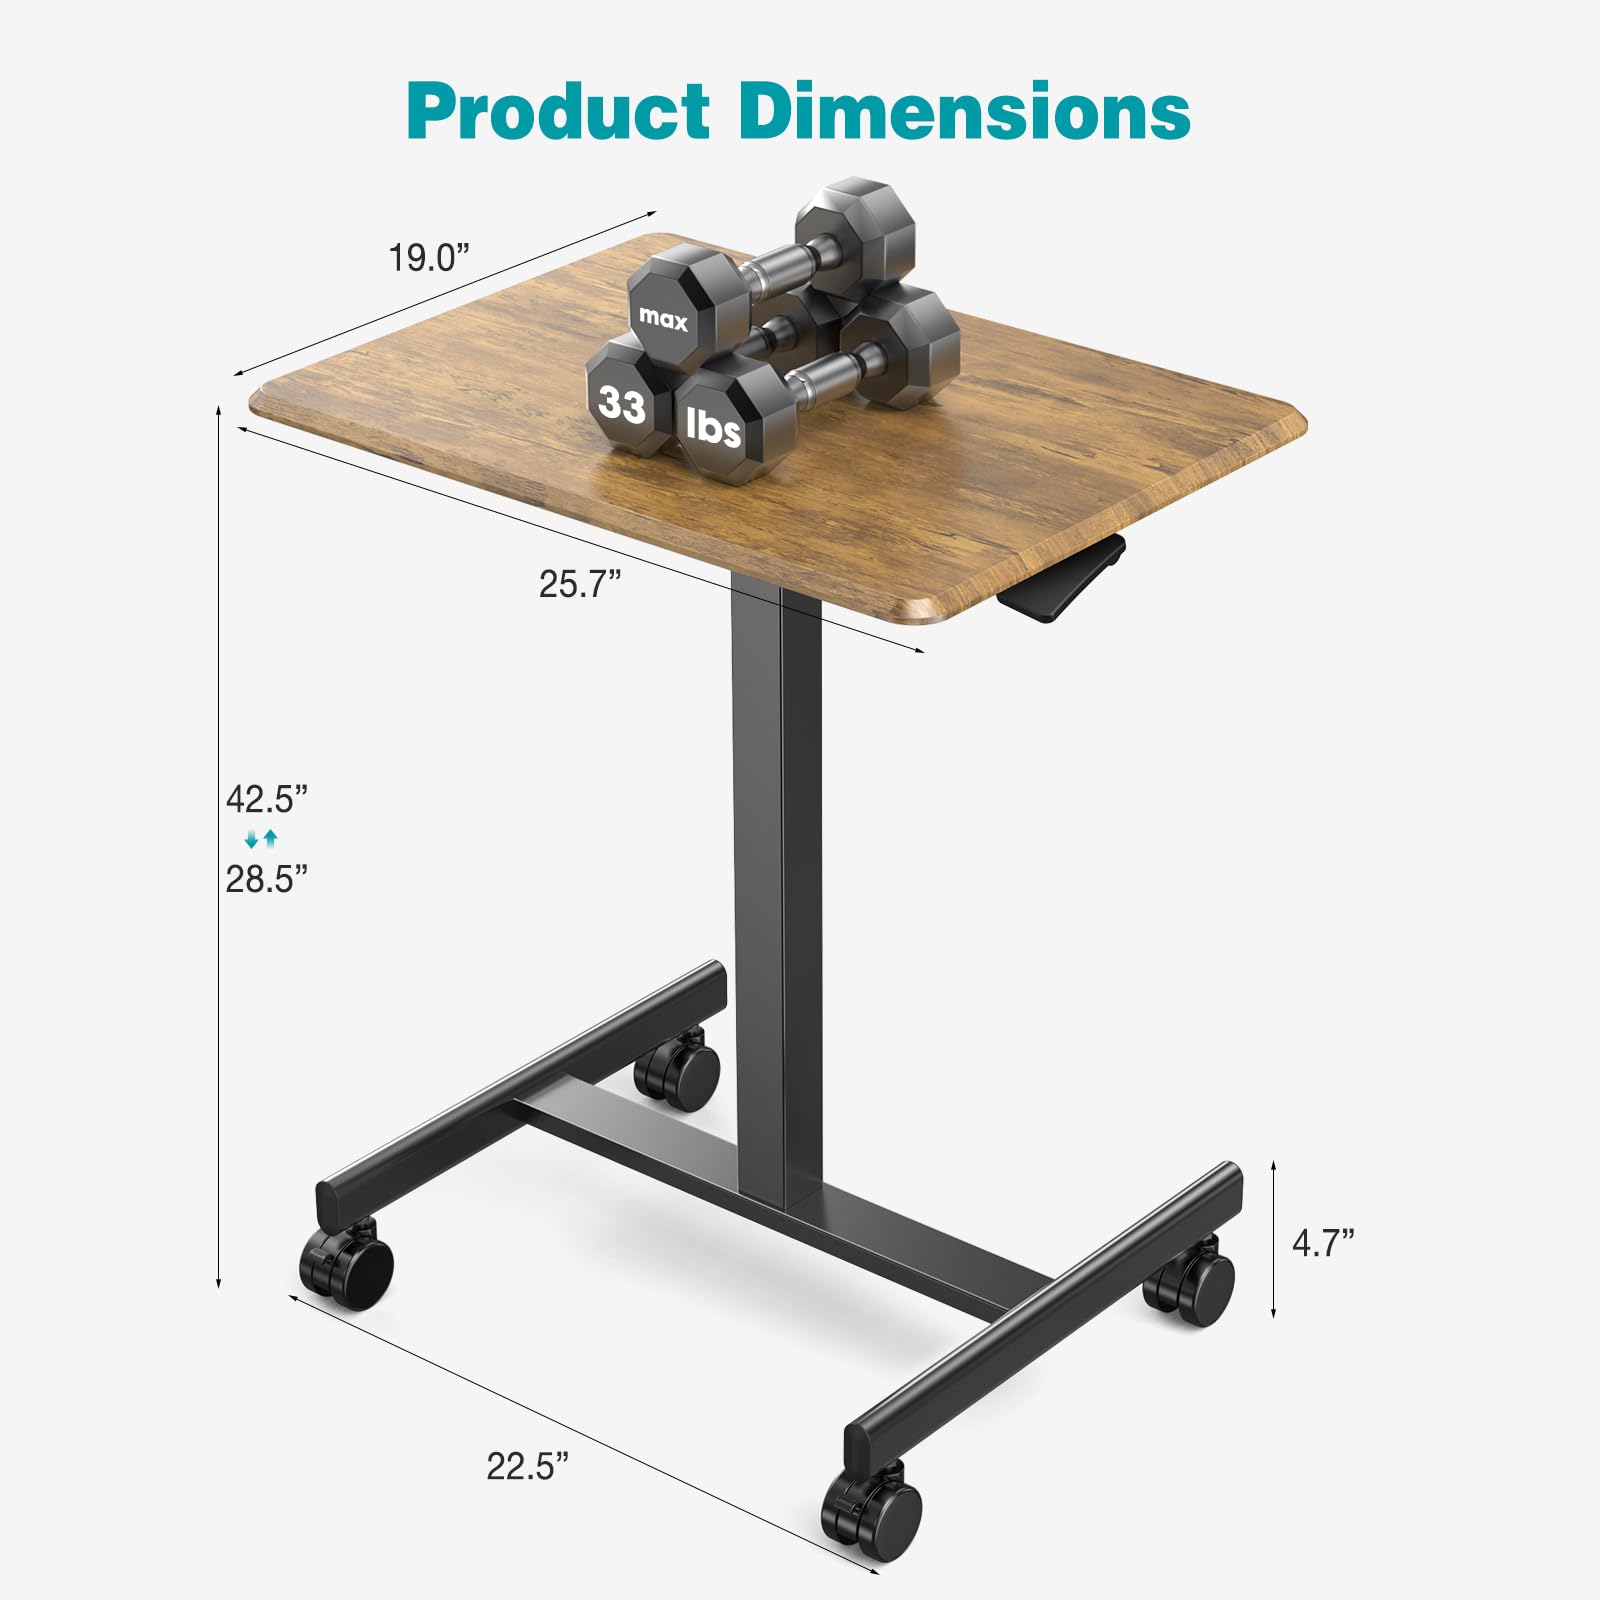 Product Dimensions
19.0”
max
33 lbs
25.7”
42.5”
28.5”
4.7”
22.5”